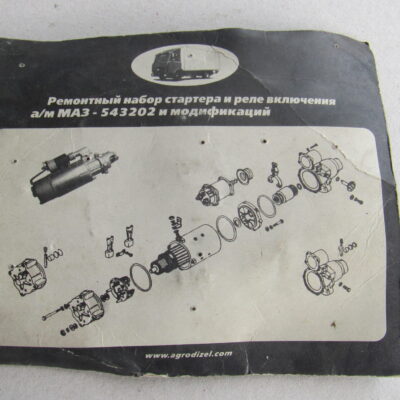 Ремонтный набор стартера и реле включения
а/м МАЗ - 543202 и модификаций
www.agrodizel.com